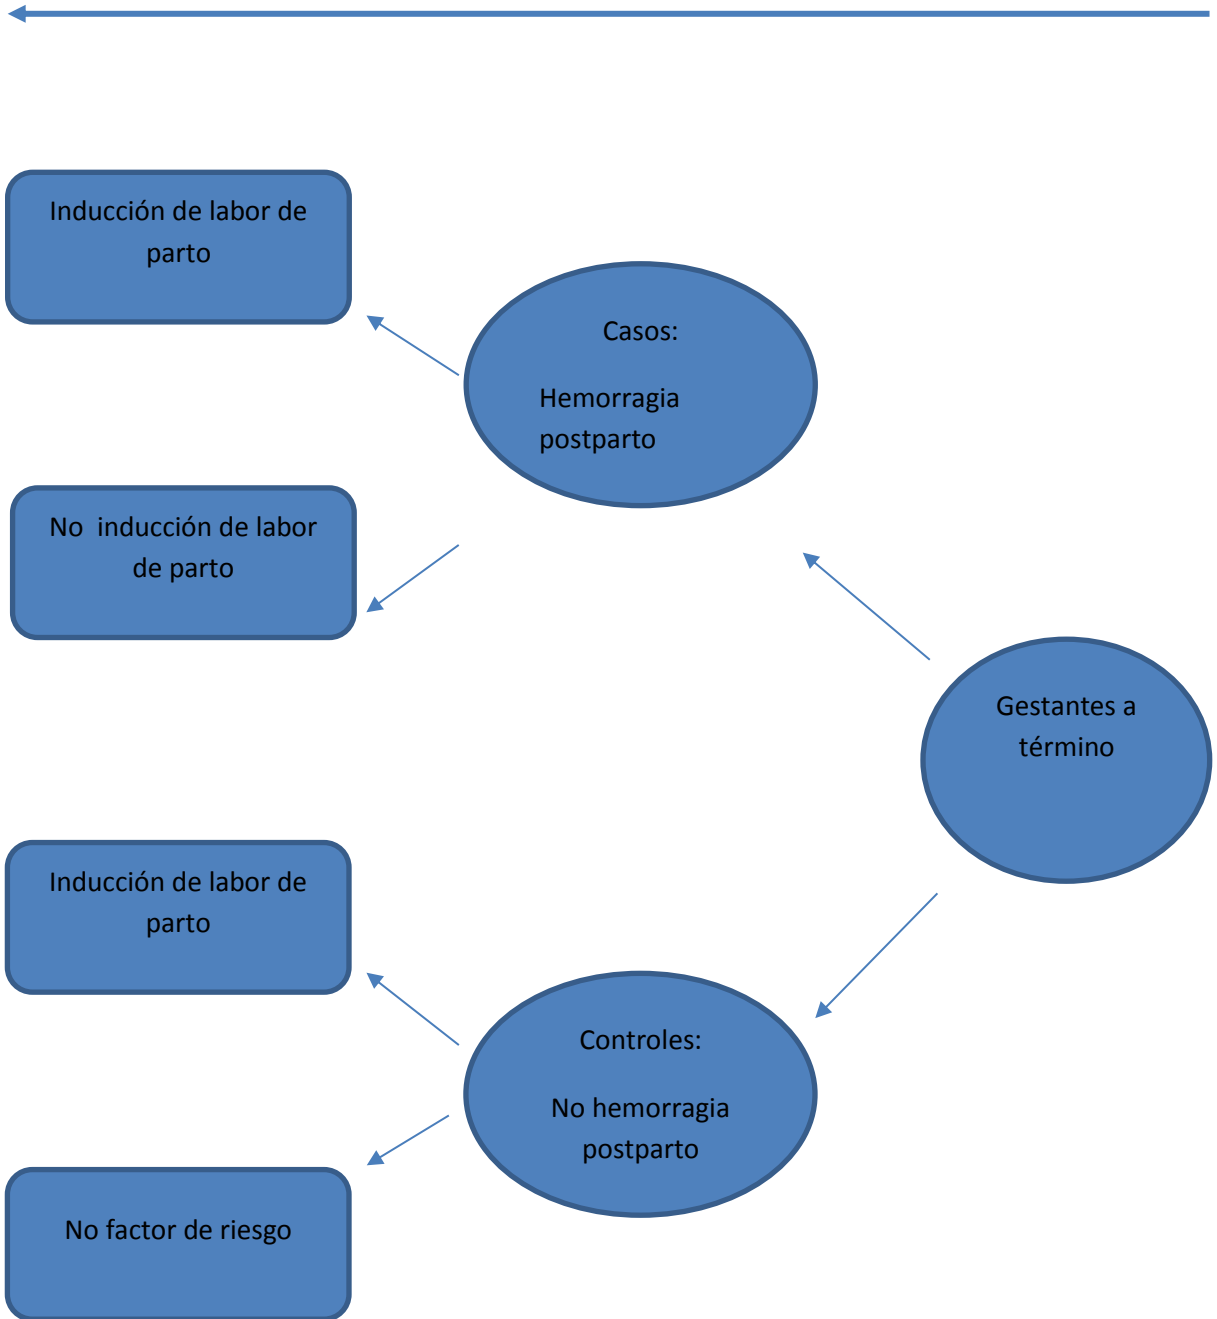 Inducción de labor de
parto
Casos:
Hemorragia
postparto
No inducción de labor
de parto
Gestantes a
término
Inducción de labor de
parto
Controles:
No hemorragia
postparto
No factor de riesgo